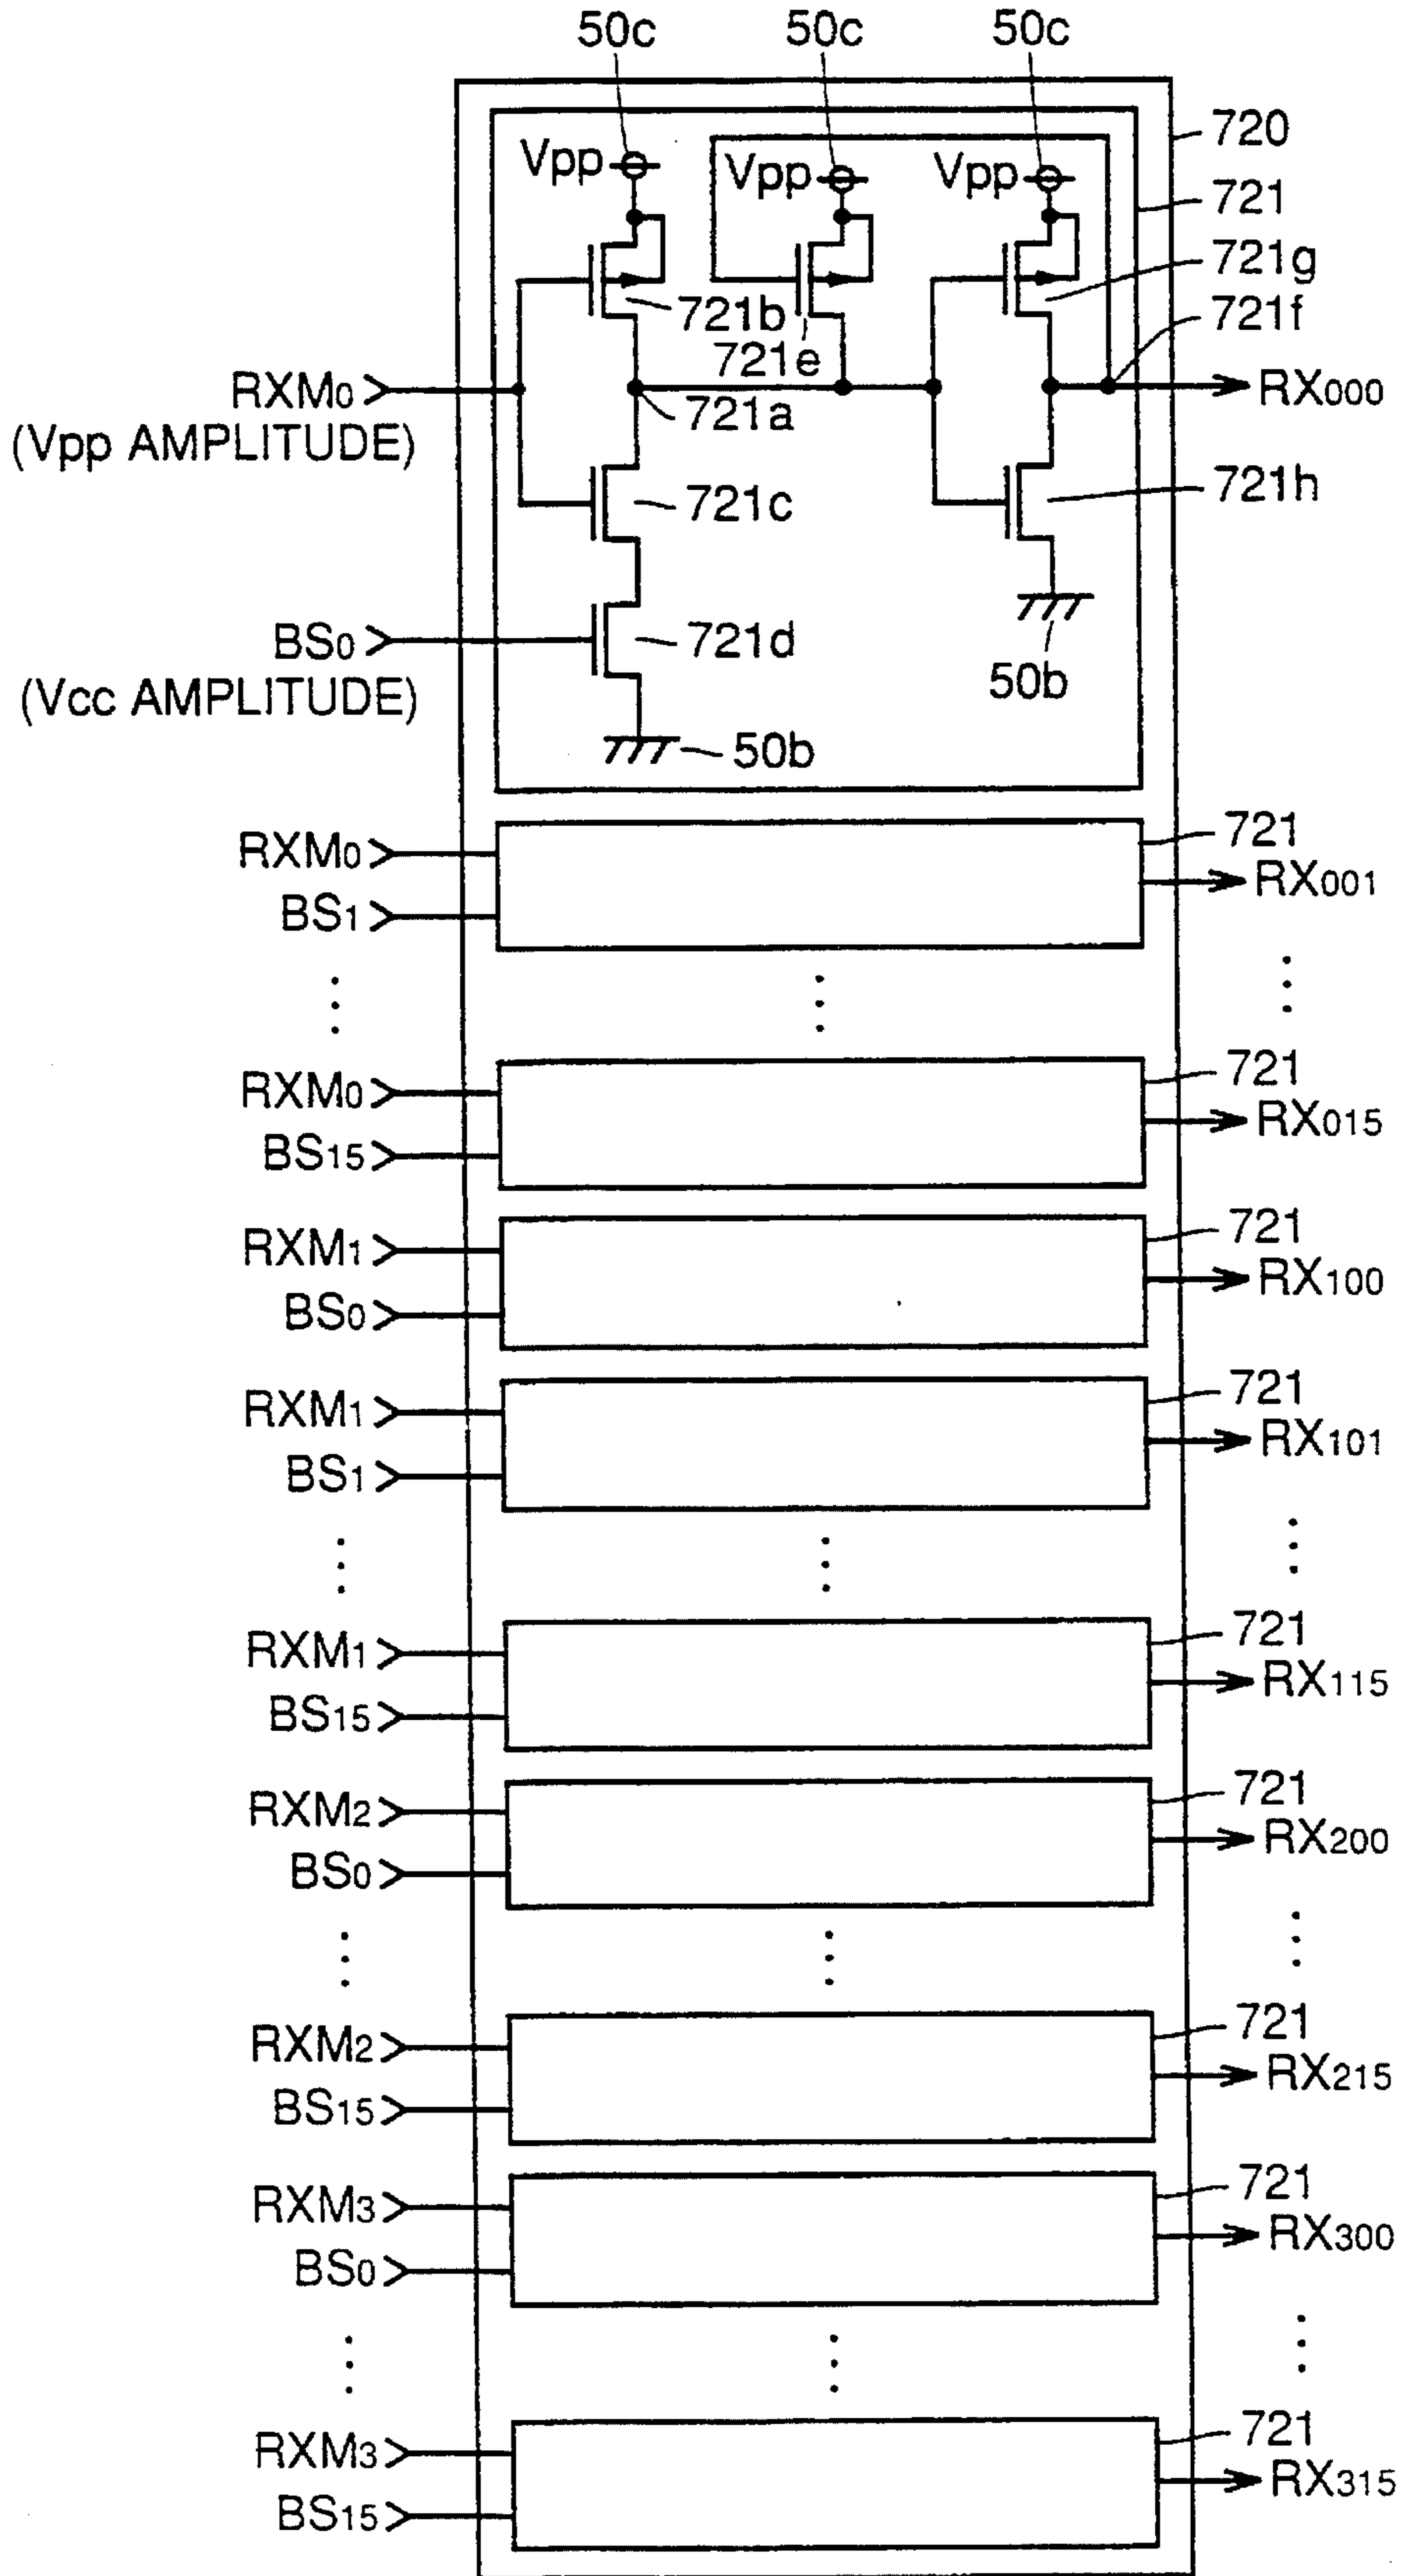 50c 50c 50c
720
Vpp Vpp Vpp
721
721g
721b
721e
721f
RXM0
(Vpp AMPLITUDE)
721a
RX000
721c
721h
BS0
(Vcc AMPLITUDE)
721d
50b
50b
RXM0
721
RX001
BS1
RXM0
721
RX015
BS15
RXM1
721
RX100
BS0
RXM1
721
RX101
BS1
RXM1
721
RX115
BS15
RXM2
721
RX200
BS0
RXM2
721
RX215
BS15
RXM3
721
RX300
BS0
RXM3
721
RX315
BS15